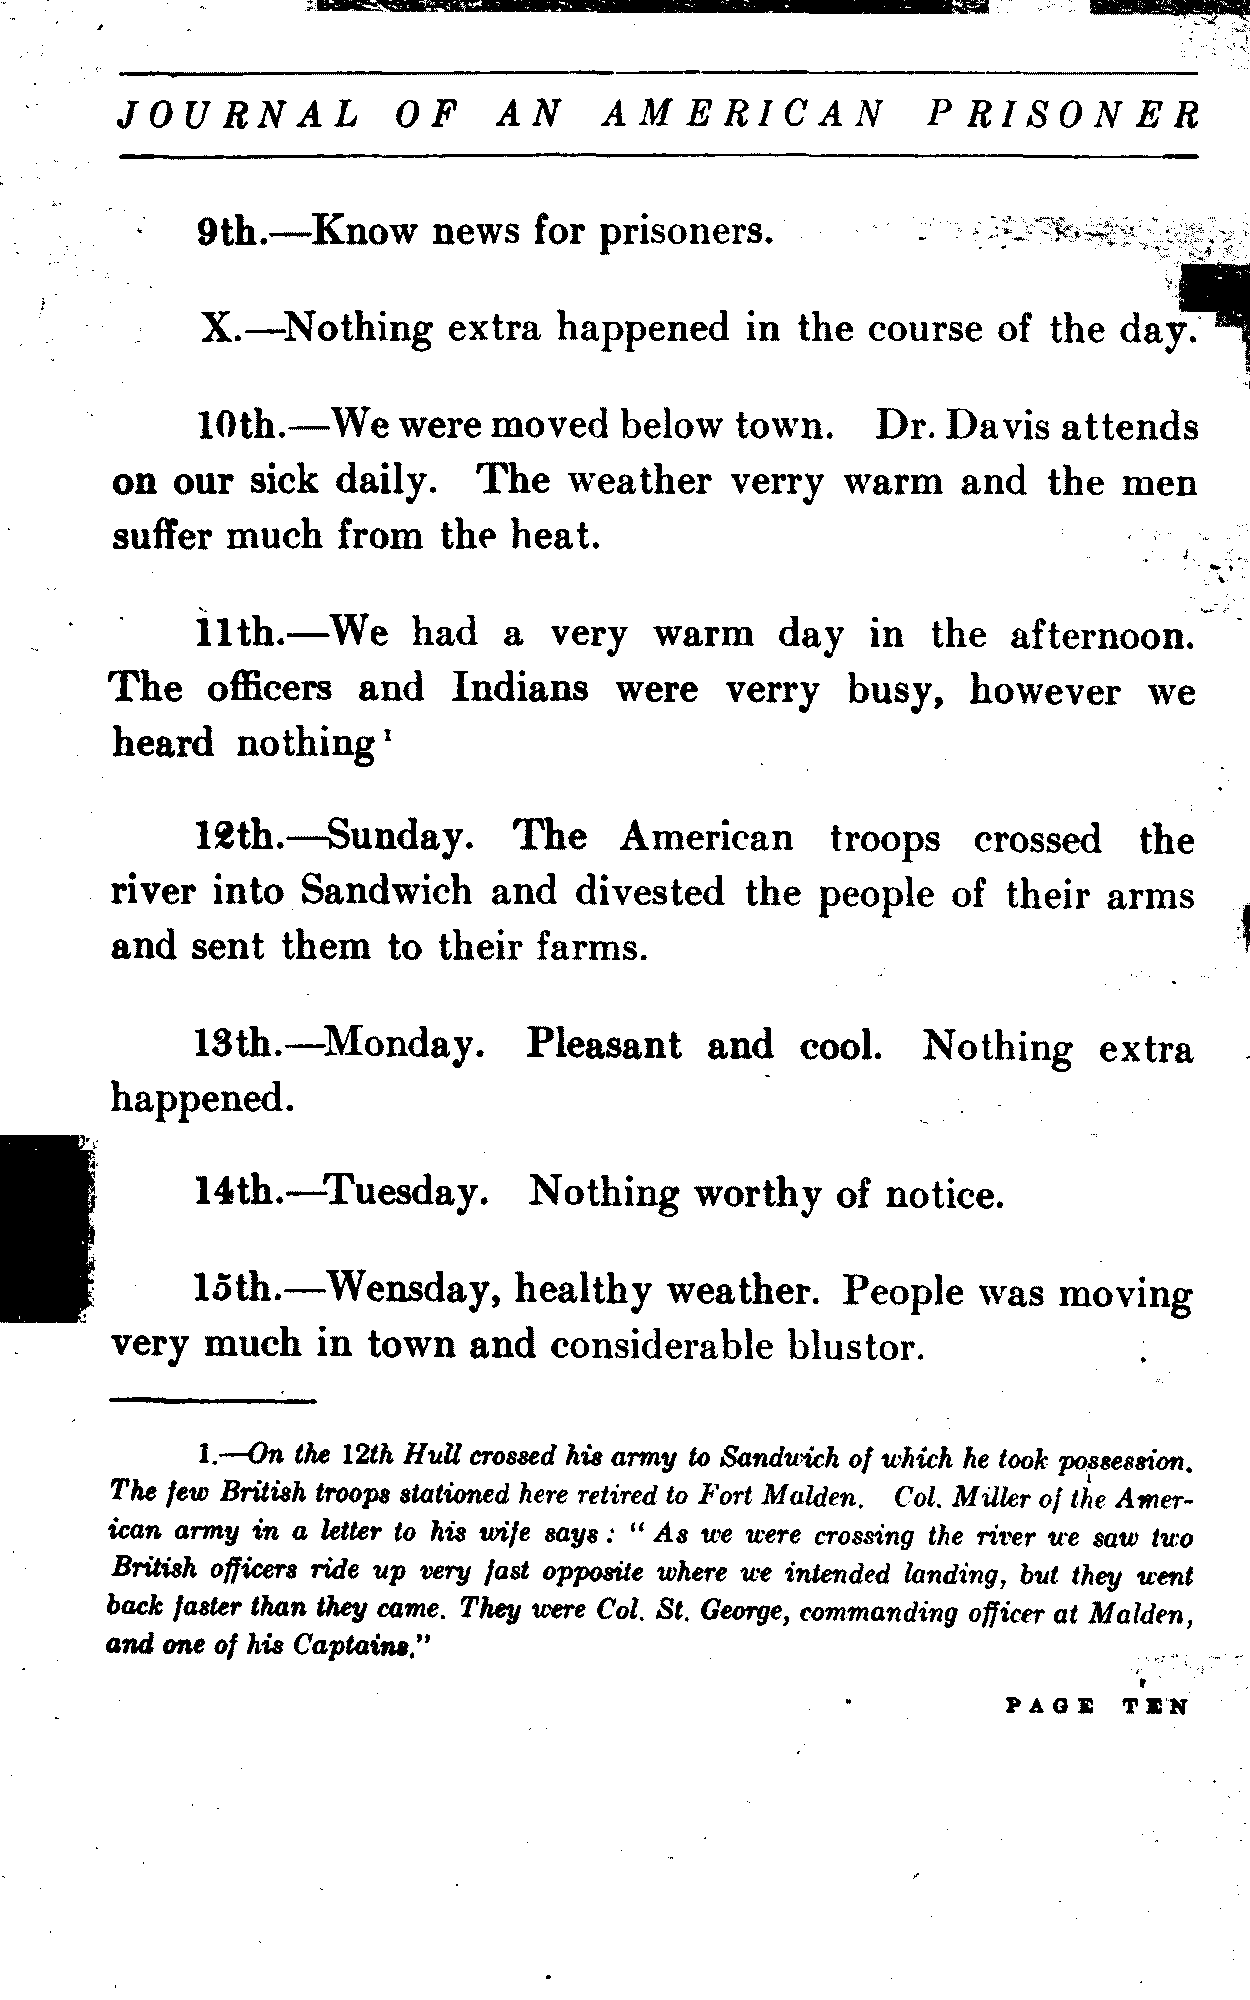 JOURNAL OF AN AMERICAN PRISONER
9th.—Know news for prisoners.
X.—Nothing extra happened in the course of the day.
10th.—We were moved below town. Dr. Davis attends
on our sick daily. The weather verry warm and the men
suffer much from the heat.
11th.—We had a very warm day in the afternoon.
The officers and Indians were verry busy, however we
heard nothing¹
12th.—Sunday. The American troops crossed the
river into Sandwich and divested the people of their arms
and sent them to their farms.
13th.—Monday. Pleasant and cool. Nothing extra
happened.
14th.—Tuesday. Nothing worthy of notice.
15th.—Wensday, healthy weather. People was moving
very much in town and considerable blustor.
1.—On the 12th Hull crossed his army to Sandwich of which he took possession.
The few British troops stationed here retired to Fort Malden. Col. Miller of the Amer-
ican army in a letter to his wife says: “As we were crossing the river we saw two
British officers ride up very fast opposite where we intended landing, but they went
back faster than they came. They were Col. St. George, commanding officer at Malden,
and one of his Captains.”
PAGE TEN